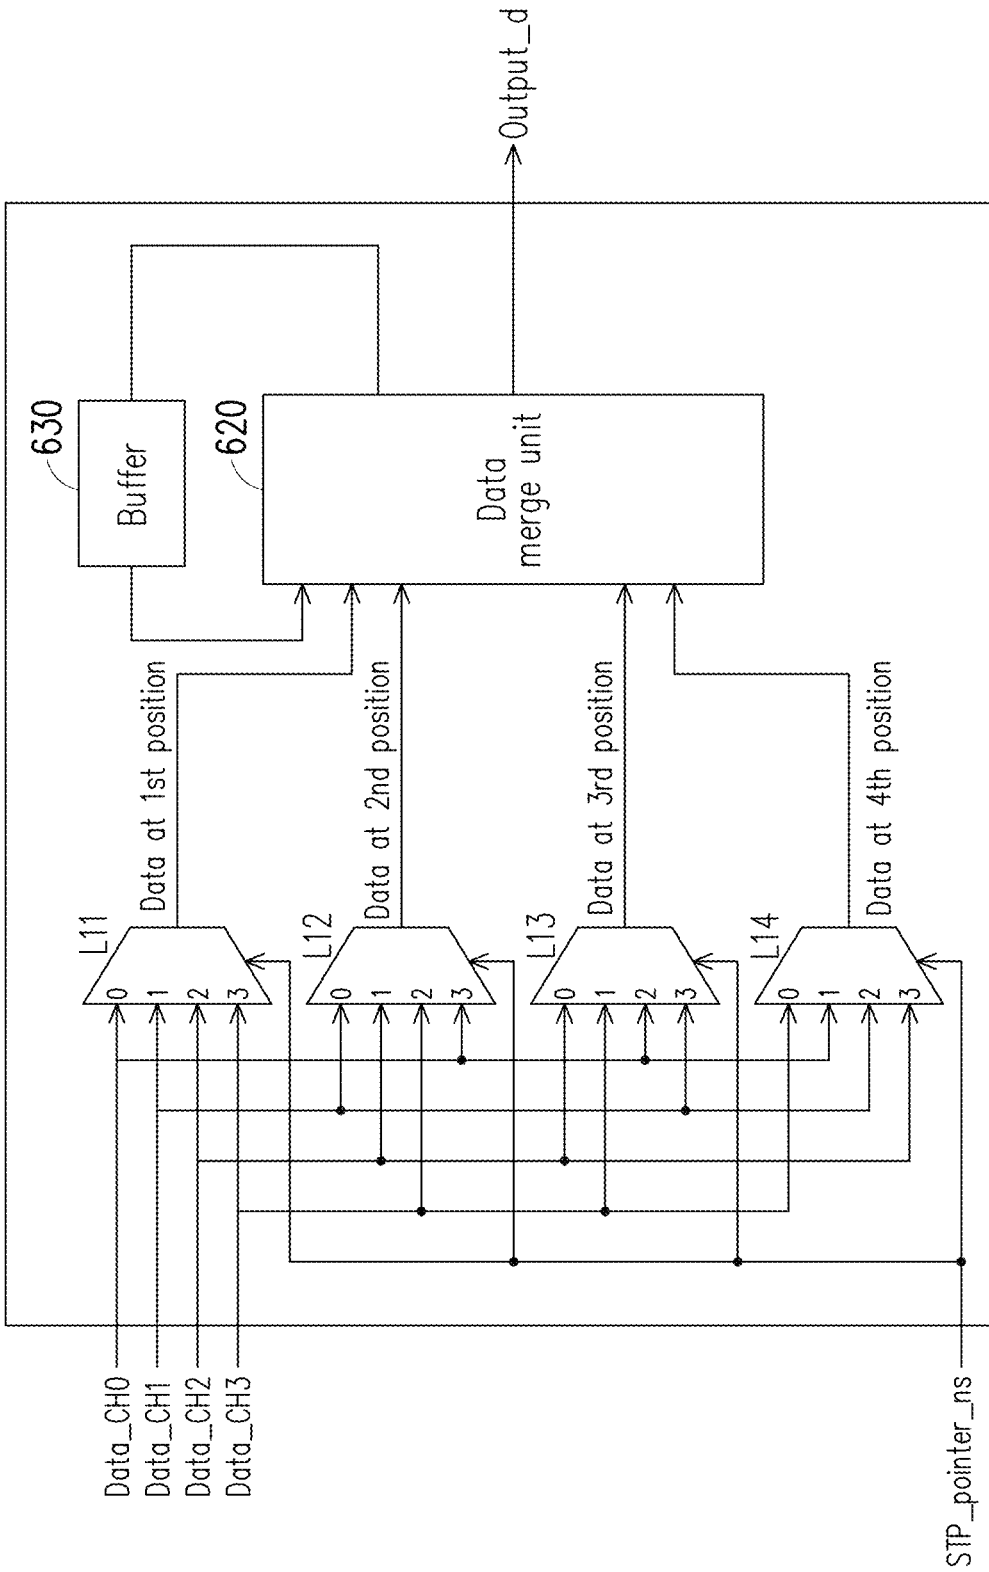 Data_CH0
Data_CH1
Data_CH2
Data_CH3
STP_pointer_ns
L11
0
1
2
3
Data at 1st position
L12
0
1
2
3
Data at 2nd position
L13
0
1
2
3
Data at 3rd position
L14
0
1
2
3
Data at 4th position
630
Buffer
620
Data
merge unit
Output_d